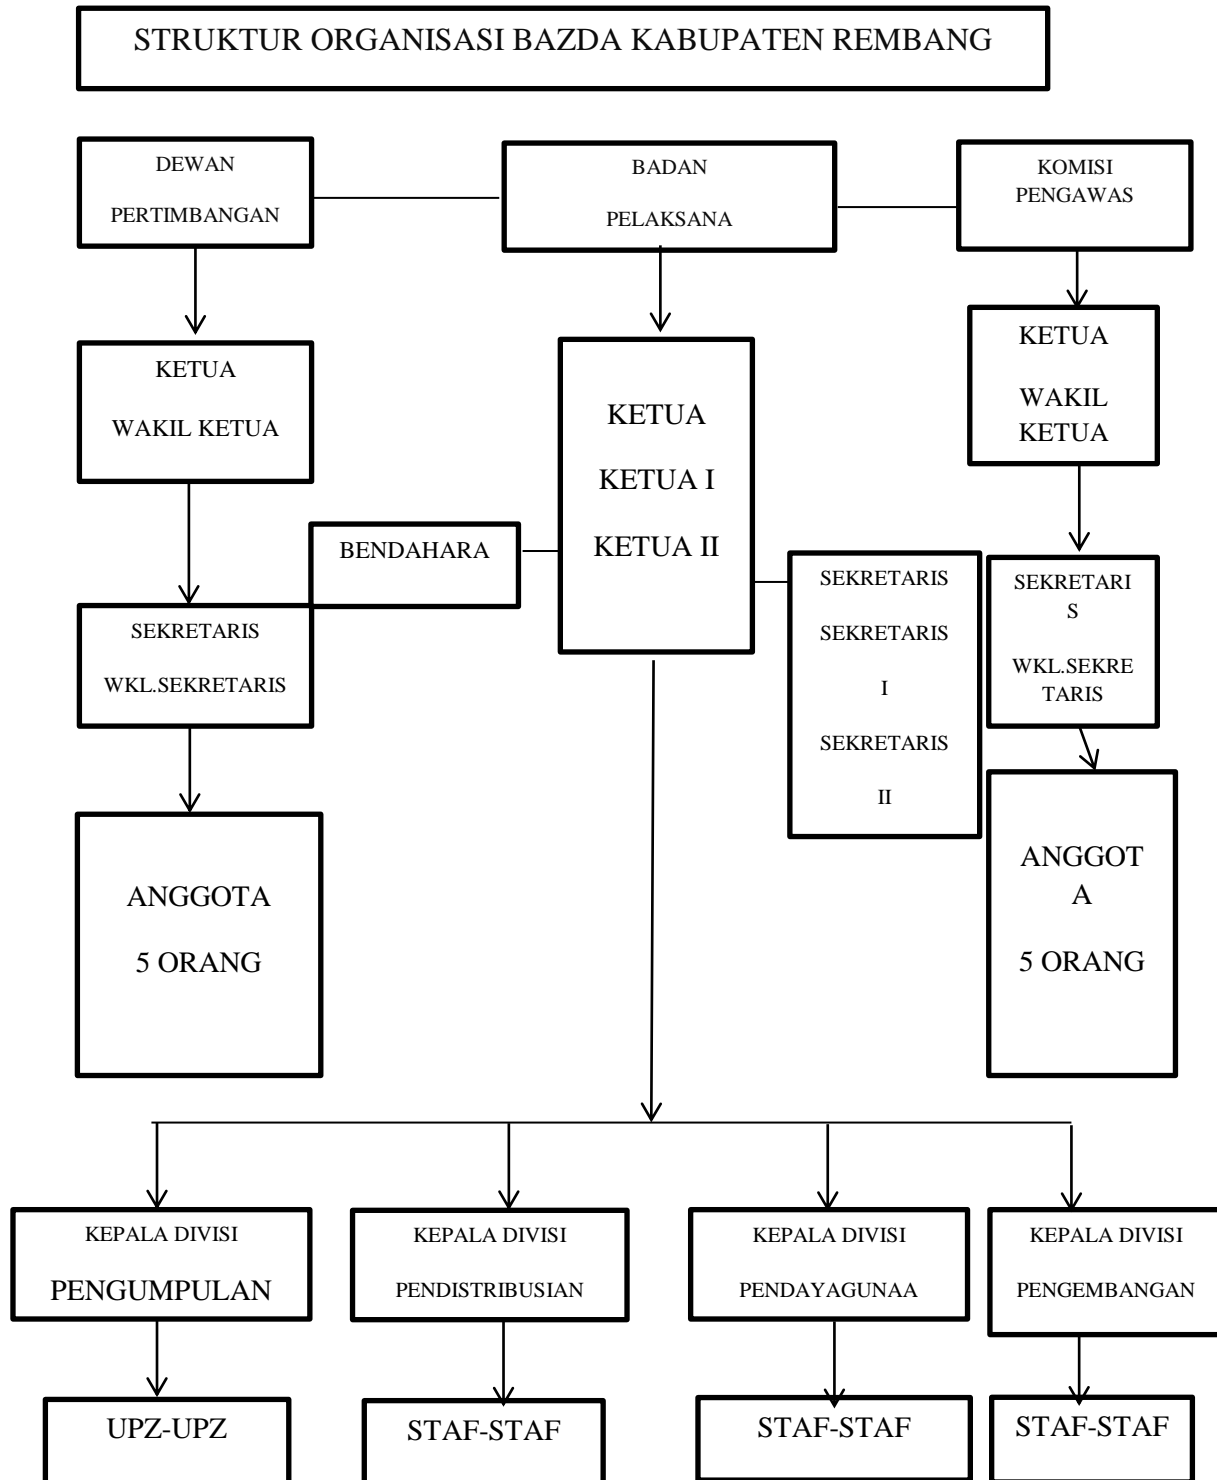 STRUKTUR ORGANISASI BAZDA KABUPATEN REMBANG
DEWAN
PERTIMBANGAN
BADAN
PELAKSANA
KOMISI
PENGAWAS
KETUA
WAKIL KETUA
KETUA
KETUA I
KETUA II
KETUA
WAKIL
KETUA
BENDAHARA
SEKRETARIS
WKL.SEKRETARIS
SEKRETARIS
SEKRETARIS
I
SEKRETARIS
II
SEKRETARI
S
WKL.SEKRE
TARIS
ANGGOTA
5 ORANG
ANGGOT
A
5 ORANG
KEPALA DIVISI
PENGUMPULAN
KEPALA DIVISI
PENDISTRIBUSIAN
KEPALA DIVISI
PENDAYAGUNAA
KEPALA DIVISI
PENGEMBANGAN
UPZ-UPZ
STAF-STAF
STAF-STAF
STAF-STAF